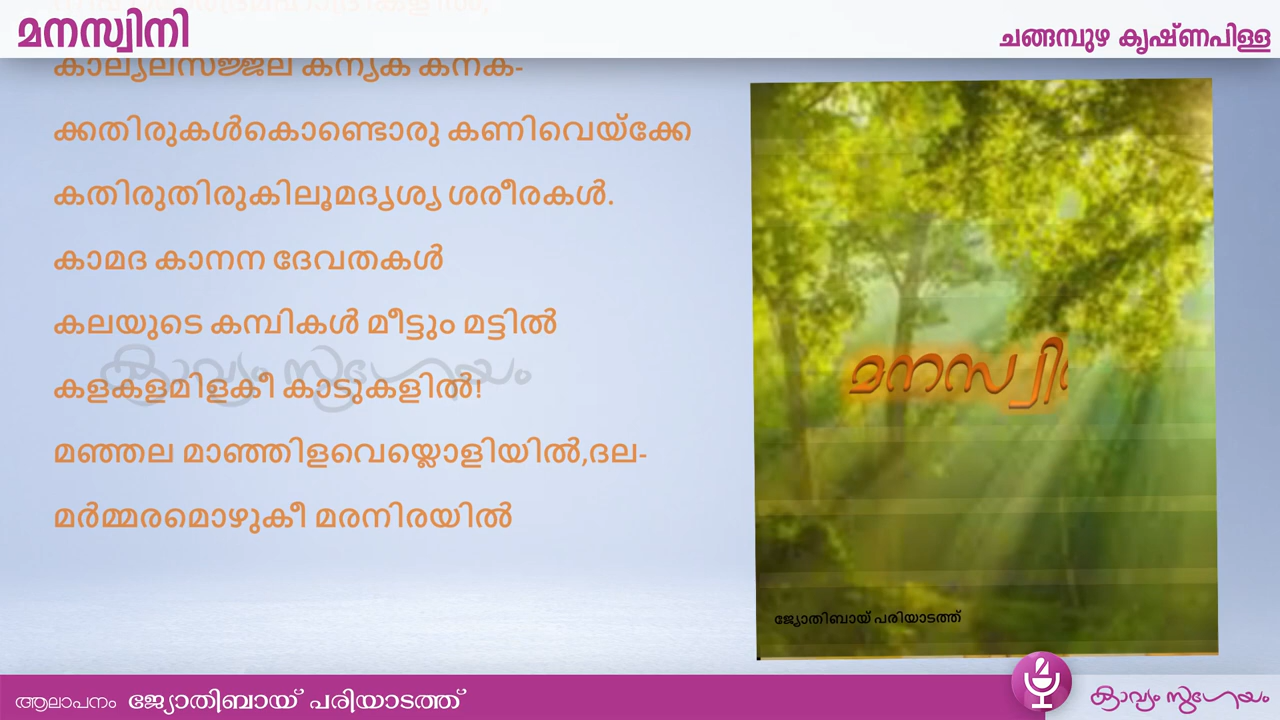 മനസ്വിനി
ചങ്ങമ്പുഴ കൃഷ്ണപിള്ള
കാല്യലസജ്ജല കന്യക കനക-
ക്കതിരുകൾകൊണ്ടൊരു കണിവെയ്ക്കേ
കതിരുതിരുകിലൂമദൃശ്യ ശരീരകൾ.
കാമദ കാനന ദേവതകൾ
കലയുടെ കമ്പികൾ മീട്ടും മട്ടിൽ
കളകളമിളകീ കാടുകളിൽ!
മഞ്ഞല മാഞ്ഞിളവെയ്യൊളിയിൽ,ദല-
മർമ്മരമൊഴുകീ മരനിരയിൽ
കാവ്യം സുഗേയം
ജ്യോതിബായ് പരിയാടത്ത്
ആലാപനം ജ്യോതിബായ് പരിയാടത്ത്
കാവ്യം സുഗേയം